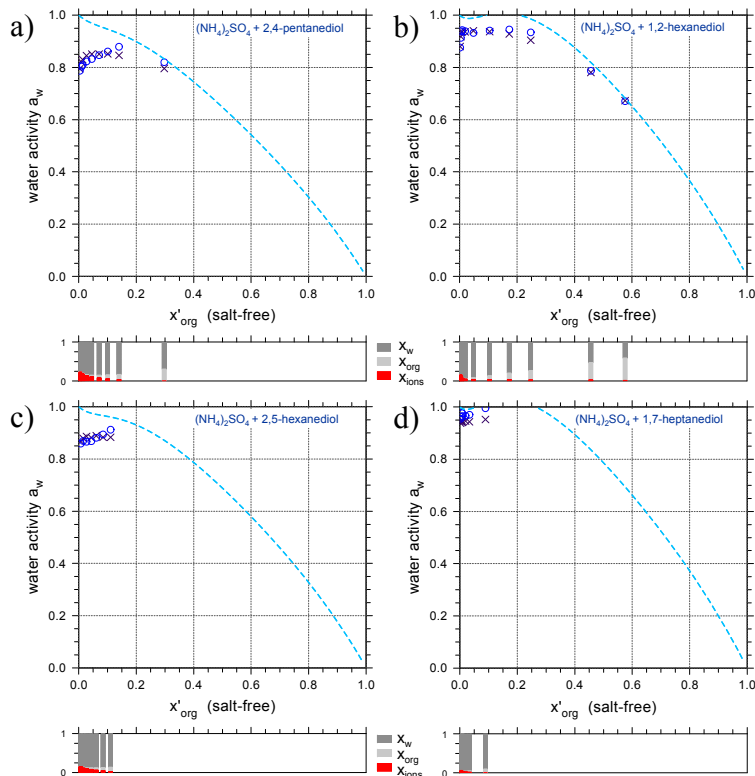 a)
(NH4)2SO4 + 2,4-pentanediol
water activity aw
1.0
0.8
0.6
0.4
0.2
0.0
0.0 0.2 0.4 0.6 0.8 1.0
x'org (salt-free)
1
0
b)
(NH4)2SO4 + 1,2-hexanediol
water activity aw
1.0
0.8
0.6
0.4
0.2
0.0
0.0 0.2 0.4 0.6 0.8 1.0
x'org (salt-free)
xw
xorg
xions
1
0
c)
(NH4)2SO4 + 2,5-hexanediol
water activity aw
1.0
0.8
0.6
0.4
0.2
0.0
0.0 0.2 0.4 0.6 0.8 1.0
x'org (salt-free)
1
0
d)
(NH4)2SO4 + 1,7-heptanediol
water activity aw
1.0
0.8
0.6
0.4
0.2
0.0
0.0 0.2 0.4 0.6 0.8 1.0
x'org (salt-free)
xw
xorg
xions
1
0